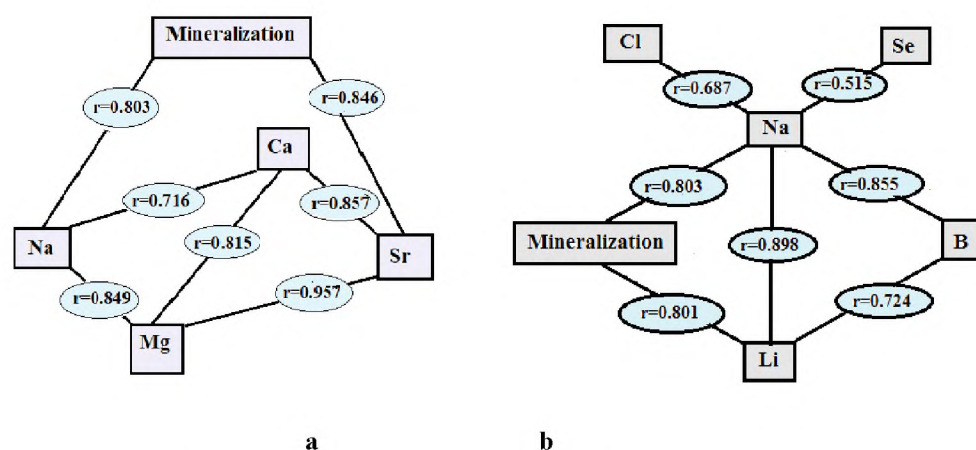 Mineralization
r=0.803
r=0.846
Ca
r=0.716
r=0.857
Na
r=0.815
Sr
r=0.849
r=0.957
Mg
a
Cl
Se
r=0.687
r=0.515
Na
r=0.803
r=0.855
Mineralization
r=0.898
B
r=0.801
r=0.724
Li
b